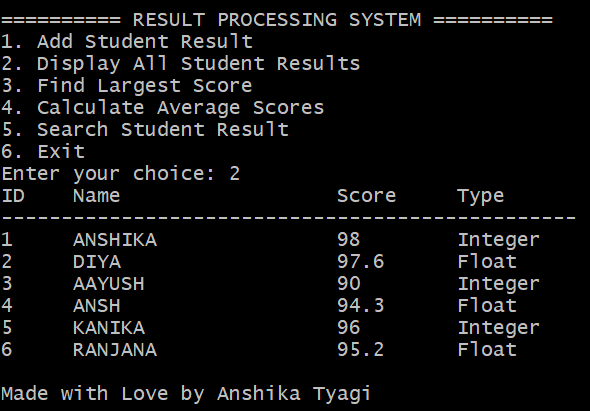 ========== RESULT PROCESSING SYSTEM ==========
1. Add Student Result
2. Display All Student Results
3. Find Largest Score
4. Calculate Average Scores
5. Search Student Result
6. Exit
Enter your choice: 2
ID    Name                  Score     Type
------------------------------------------------
1     ANSHIKA               98        Integer
2     DIYA                  97.6      Float
3     AAYUSH                90        Integer
4     ANSH                  94.3      Float
5     KANIKA                96        Integer
6     RANJANA               95.2      Float
Made with Love by Anshika Tyagi